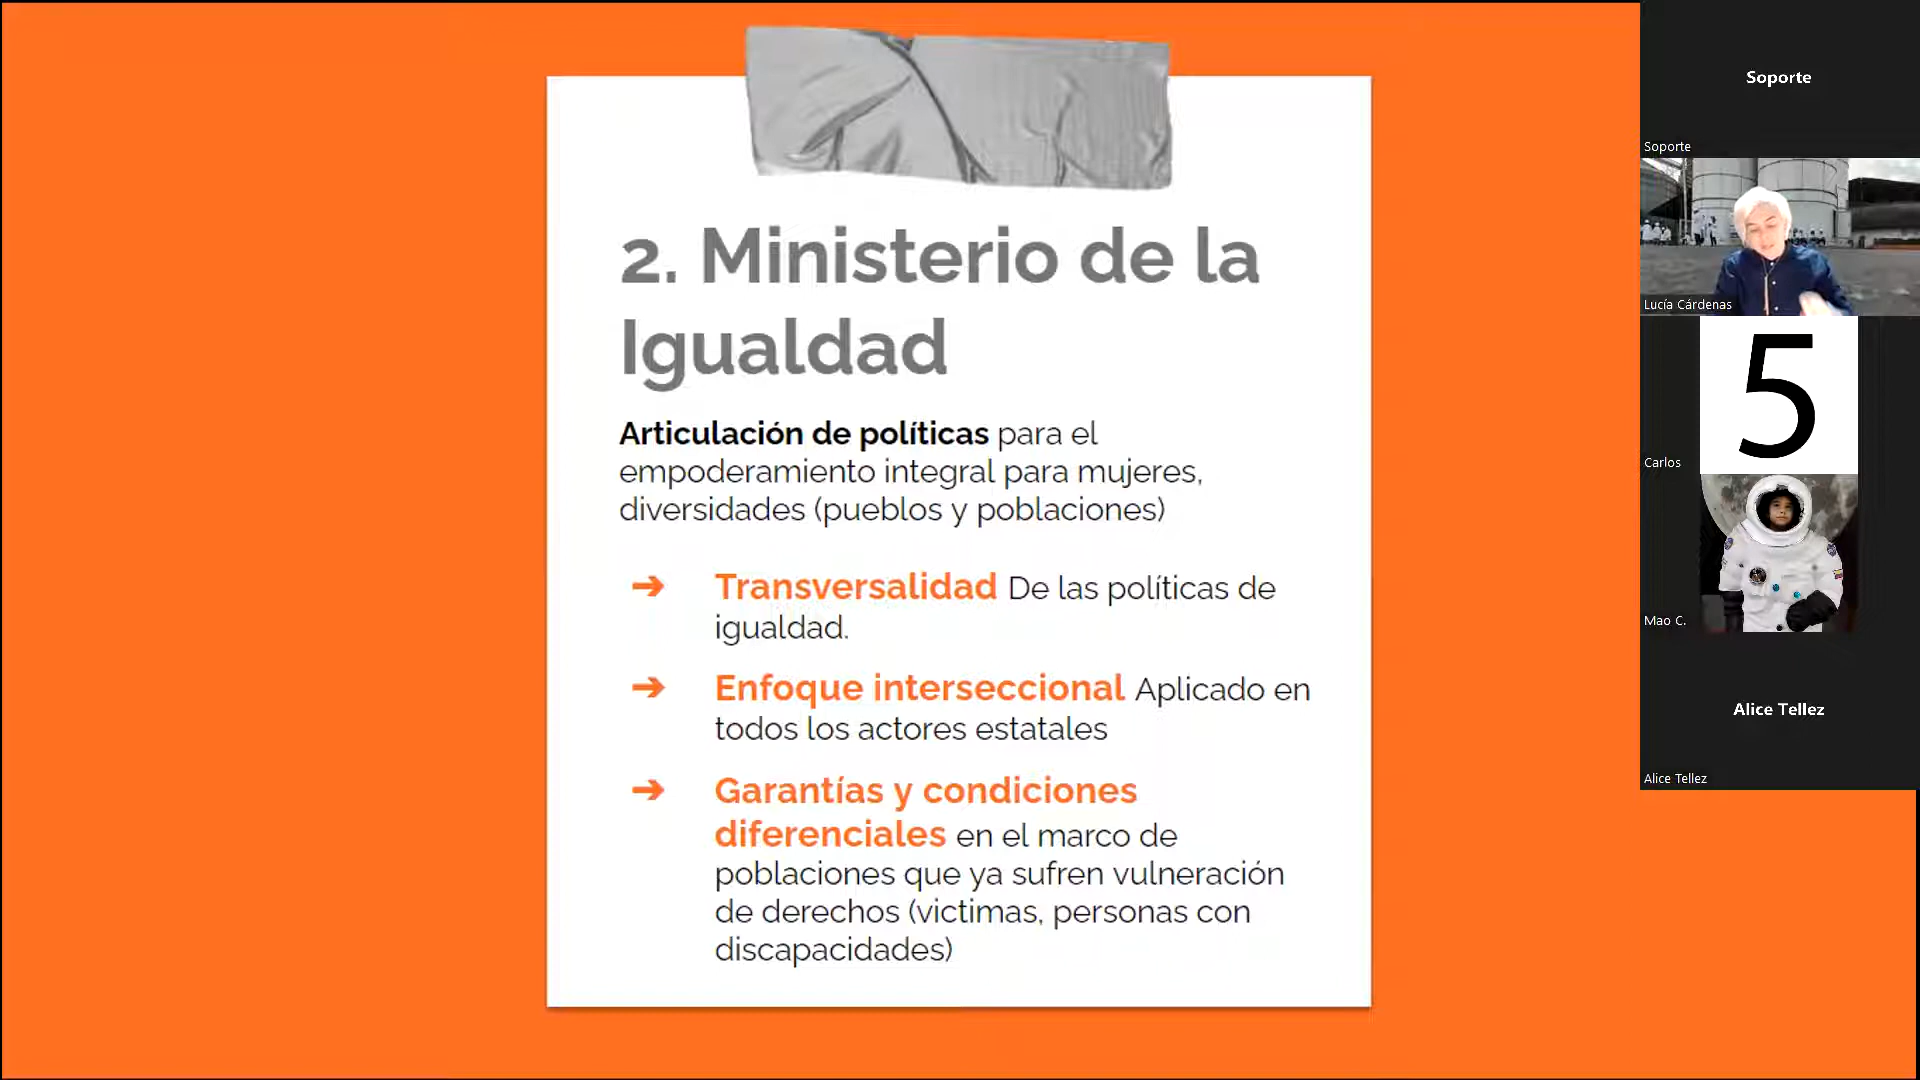 2. Ministerio de la
Igualdad
Articulación de políticas para el
empoderamiento integral para mujeres,
diversidades (pueblos y poblaciones)
➔ Transversalidad De las políticas de
igualdad.
➔ Enfoque interseccional Aplicado en
todos los actores estatales
➔ Garantías y condiciones
diferenciales en el marco de
poblaciones que ya sufren vulneración
de derechos (victimas, personas con
discapacidades)
Soporte
Soporte
Lucía Cárdenas
5
Carlos
Mao C.
Alice Tellez
Alice Tellez